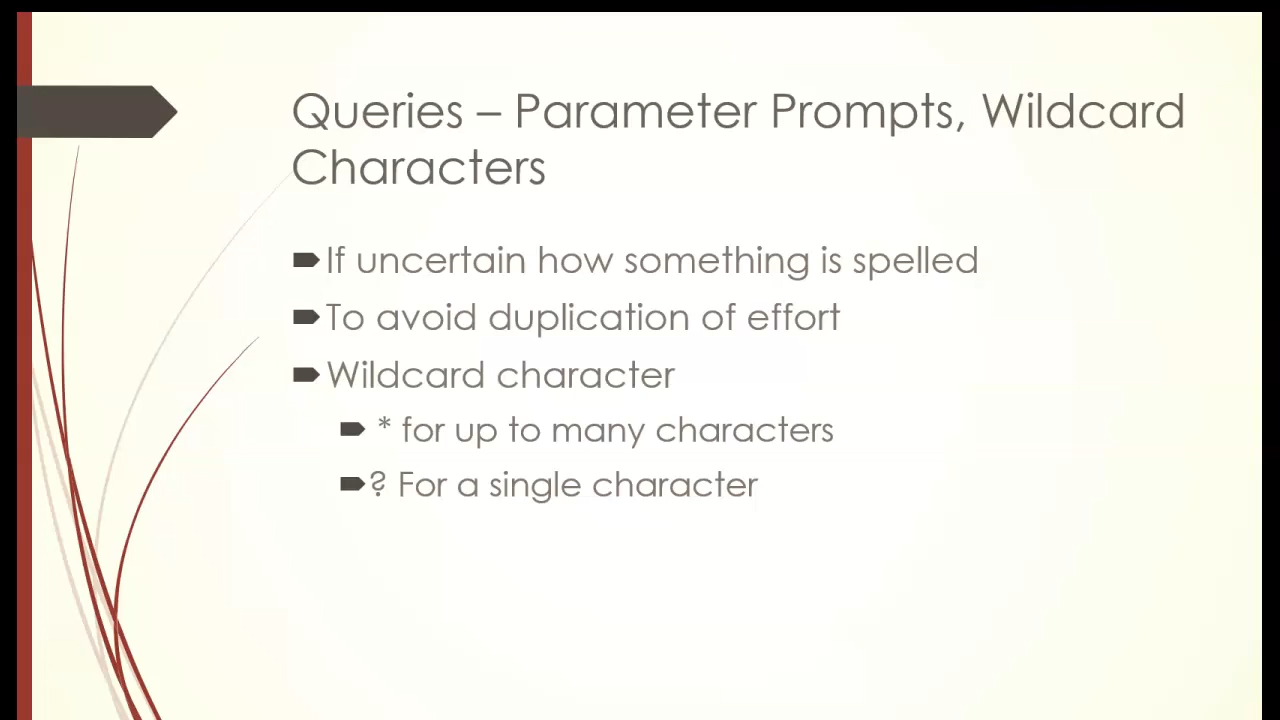 Queries – Parameter Prompts, Wildcard
Characters
If uncertain how something is spelled
To avoid duplication of effort
Wildcard character
* for up to many characters
? For a single character